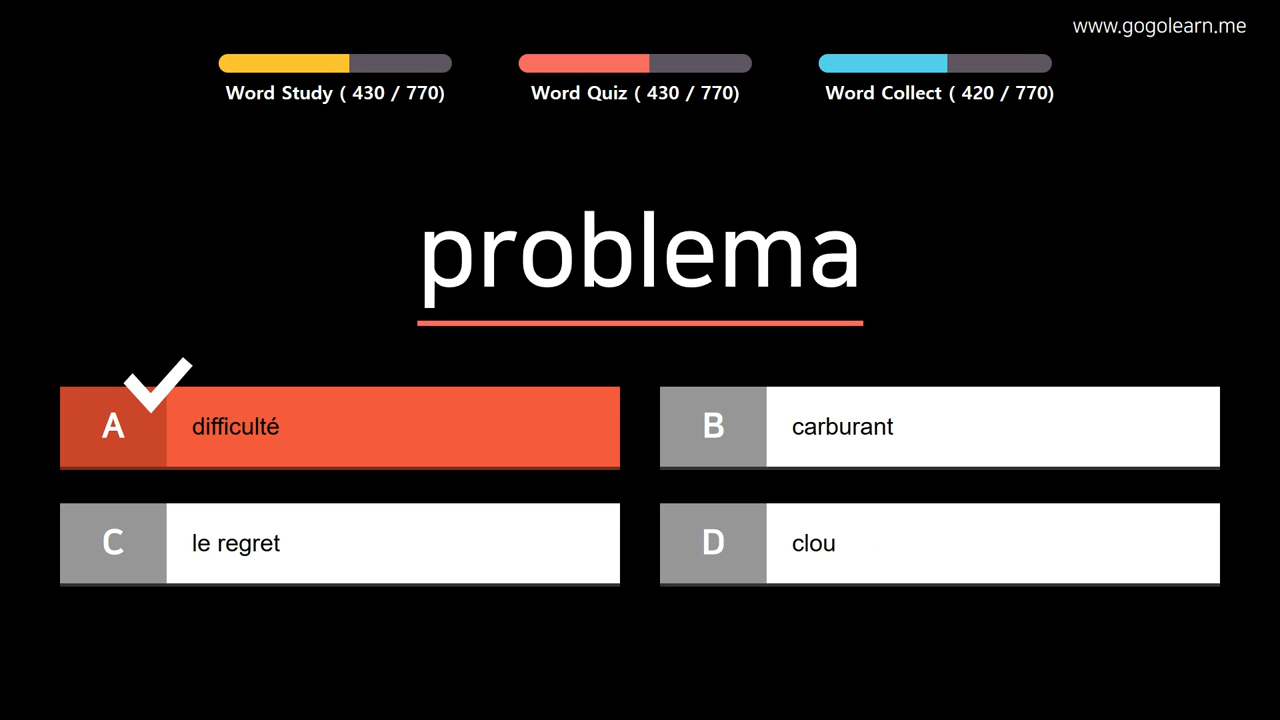 www.gogolearn.me
Word Study ( 430 / 770)
Word Quiz ( 430 / 770)
Word Collect ( 420 / 770)
problema
A difficulté
B carburant
C le regret
D clou